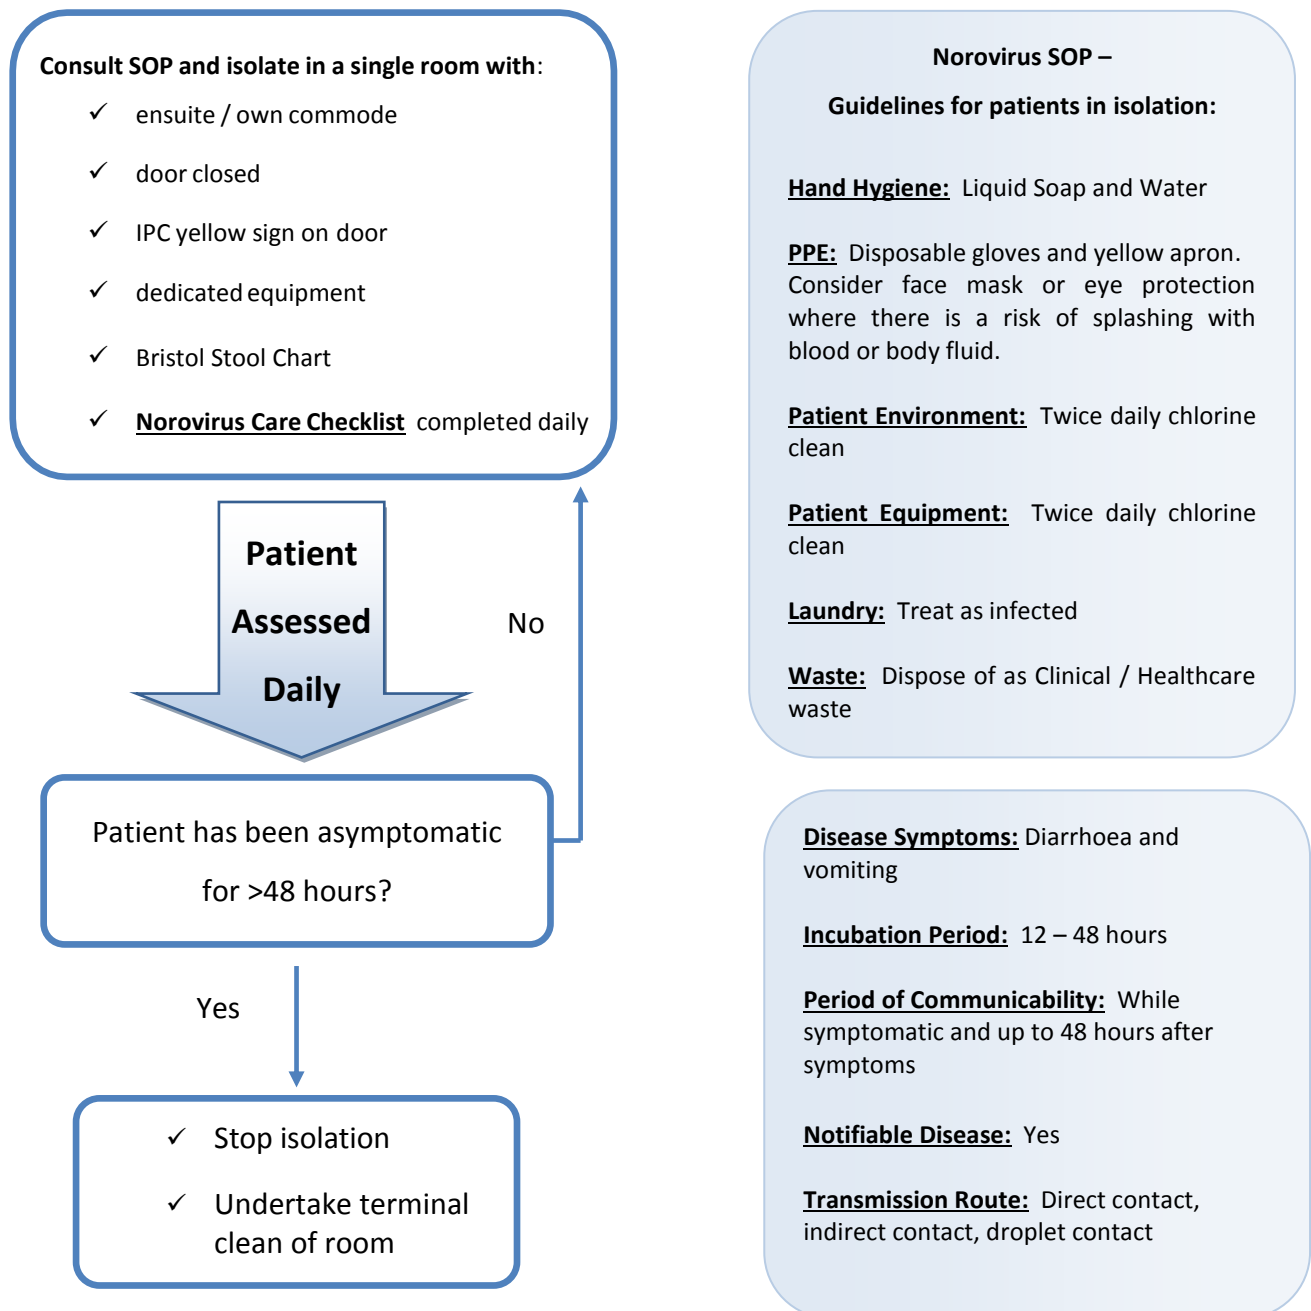 Consult SOP and isolate in a single room with:
✓ ensuite / own commode
✓ door closed
✓ IPC yellow sign on door
✓ dedicated equipment
✓ Bristol Stool Chart
✓ Norovirus Care Checklist completed daily
Patient
Assessed
Daily
No
Patient has been asymptomatic
for >48 hours?
Yes
✓ Stop isolation
✓ Undertake terminal
clean of room
Norovirus SOP –
Guidelines for patients in isolation:
Hand Hygiene: Liquid Soap and Water
PPE: Disposable gloves and yellow apron.
Consider face mask or eye protection
where there is a risk of splashing with
blood or body fluid.
Patient Environment: Twice daily chlorine
clean
Patient Equipment: Twice daily chlorine
clean
Laundry: Treat as infected
Waste: Dispose of as Clinical / Healthcare
waste
Disease Symptoms: Diarrhoea and
vomiting
Incubation Period: 12 – 48 hours
Period of Communicability: While
symptomatic and up to 48 hours after
symptoms
Notifiable Disease: Yes
Transmission Route: Direct contact,
indirect contact, droplet contact